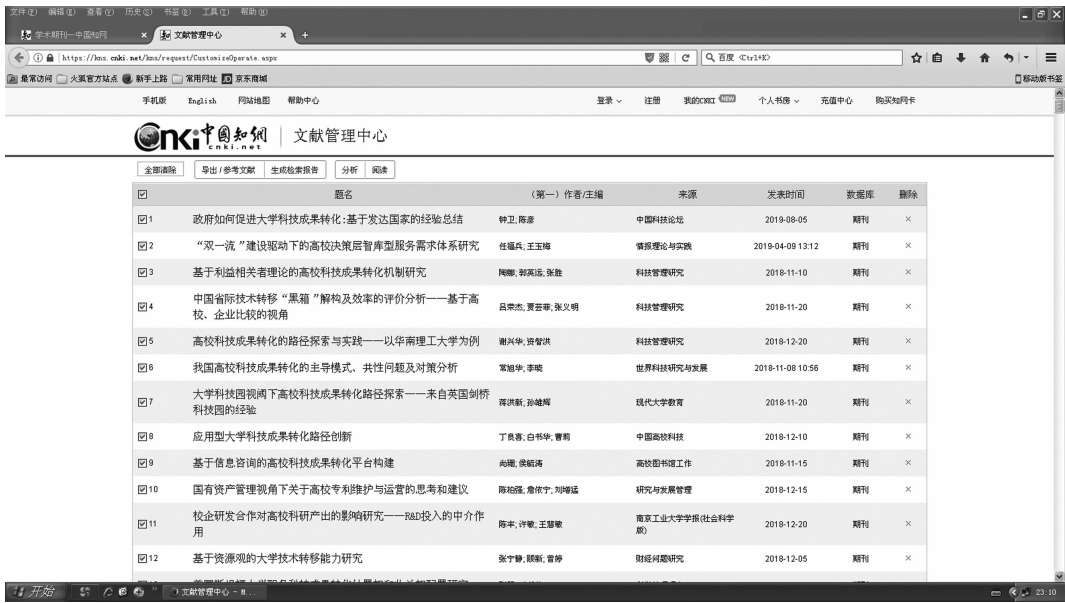 文件(F) 编辑(E) 查看(V) 历史(S) 书签(B) 工具(T) 帮助(H)
学术期刊—中国知网 × 文献管理中心 × +
https://kns.cnki.net/kns/request/CustomizeOperate.aspx 百度 <Ctrl+K>
最常访问 火狐官方站点 新手上路 常用网址 JD 京东商城 移动版书签
手机版 English 网站地图 帮助中心 登录 注册 我的CNKI NEW 个人书房 充值中心 购买知网卡
Cnki中国知網 cnki.net 文献管理中心
全部清除 导出/参考文献 生成检索报告 分析 阅读
题名 (第一)作者/主编 来源 发表时间 数据库 删除
1 政府如何促进大学科技成果转化:基于发达国家的经验总结 钟卫;陈彦 中国科技论坛 2019-08-05 期刊 ×
2 “双一流”建设驱动下的高校决策层智库型服务需求体系研究 任福兵;王玉梅 情报理论与实践 2019-04-09 13:12 期刊 ×
3 基于利益相关者理论的高校科技成果转化机制研究 陶娜;郭英远;张胜 科技管理研究 2018-11-10 期刊 ×
4 中国省际技术转移“黑箱”解构及效率的评价分析——基于高
校、企业比较的视角 吕荣杰;贾芸菲;张义明 科技管理研究 2018-11-20 期刊 ×
5 高校科技成果转化的路径探索与实践——以华南理工大学为例 谢兴华;资智洪 科技管理研究 2018-12-20 期刊 ×
6 我国高校科技成果转化的主导模式、共性问题及对策分析 常旭华;李晓 世界科技研究与发展 2018-11-08 10:56 期刊 ×
7 大学科技园视阈下高校科技成果转化路径探索——来自英国剑桥
科技园的经验 蒋洪新;孙雄辉 现代大学教育 2018-11-20 期刊 ×
8 应用型大学科技成果转化路径创新 丁良喜;白书华;曹莉 中国高校科技 2018-12-10 期刊 ×
9 基于信息咨询的高校科技成果转化平台构建 尚珊;侯毓涛 高校图书馆工作 2018-11-15 期刊 ×
10 国有资产管理视角下关于高校专利维护与运营的思考和建议 陈柏强;詹依宁;刘增猛 研究与发展管理 2018-12-15 期刊 ×
11 校企研发合作对高校科研产出的影响研究——R&D投入的中介作
用 陈丰;许敏;王慧敏 南京工业大学学报(社会科学
版) 2018-12-20 期刊 ×
12 基于资源观的大学技术转移能力研究 张宁静;顾新;曾婷 财经问题研究 2018-12-05 期刊 ×
开始 文献管理中心 - M... 23:10